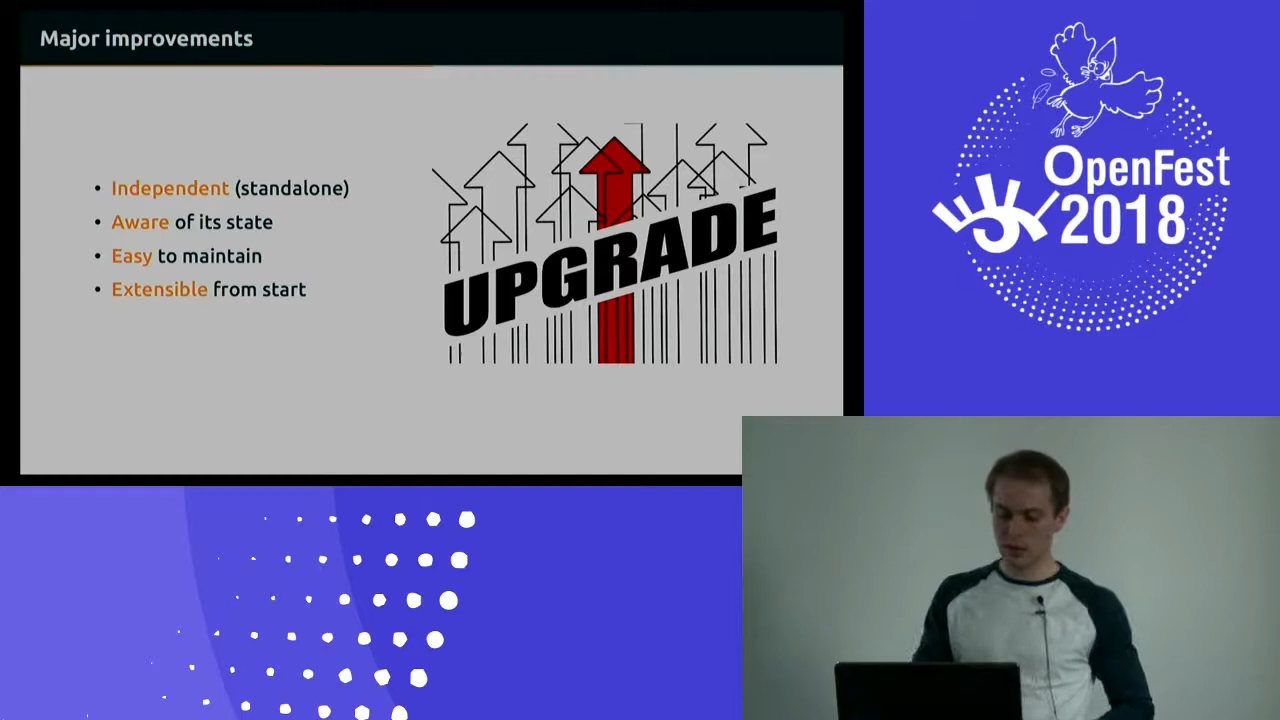 Major improvements
• Independent (standalone)
• Aware of its state
• Easy to maintain
• Extensible from start
UPGRADE
OpenFest
2018